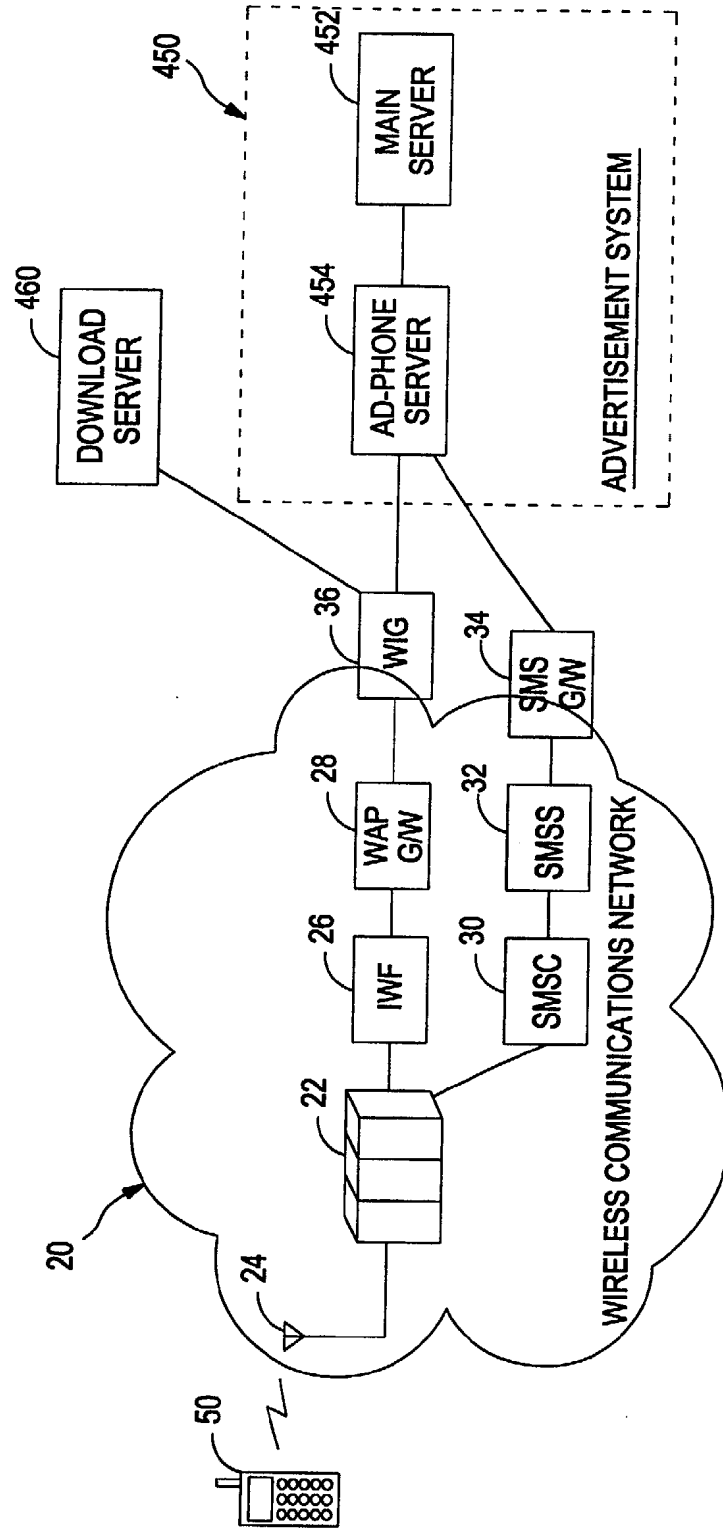 50
20
24
22
26
IWF
28
WAP
G/W
36
WIG
30
SMSC
32
SMSS
34
SMS
G/W
WIRELESS COMMUNICATIONS NETWORK
460
DOWNLOAD
SERVER
450
454
AD-PHONE
SERVER
452
MAIN
SERVER
ADVERTISEMENT SYSTEM